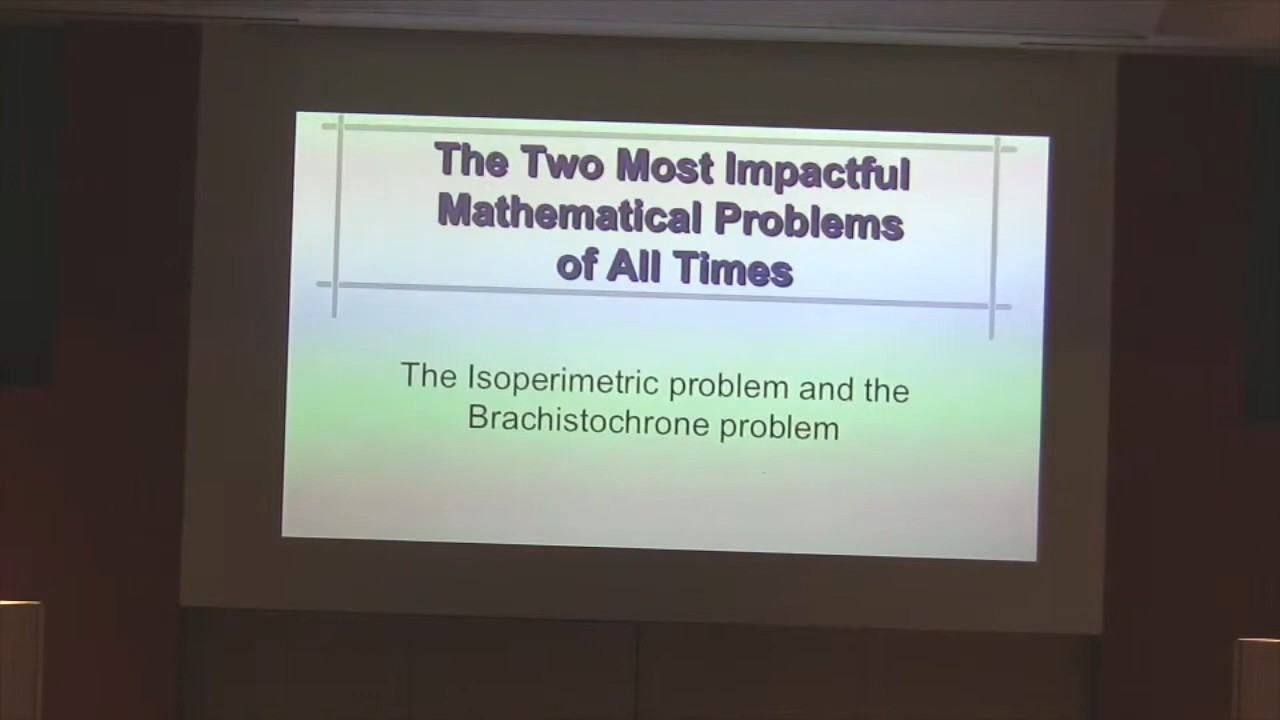 The Two Most Impactful
Mathematical Problems
of All Times
The Isoperimetric problem and the
Brachistochrone problem